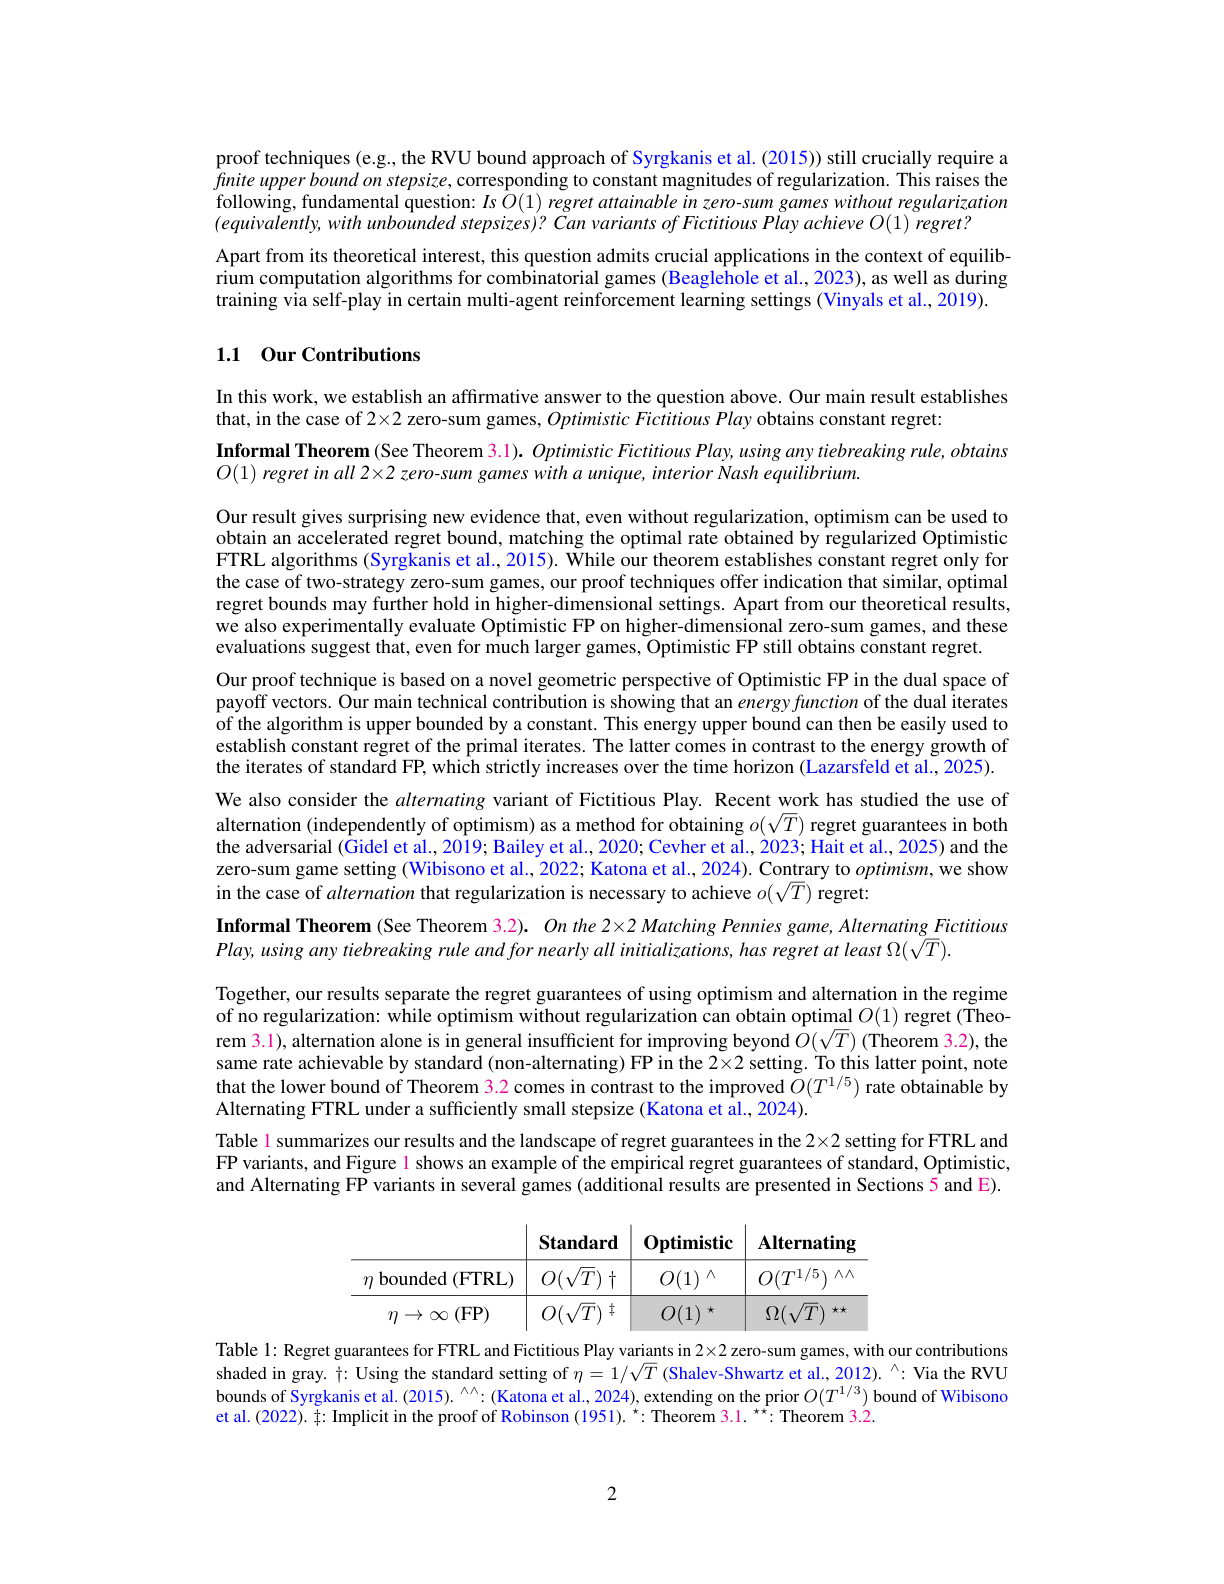 proof techniques (e.g., the RVU bound approach of Syrgkanis et al. (2015)) still crucially require a
finite upper bound on stepsize, corresponding to constant magnitudes of regularization. This raises the
following, fundamental question: Is O(1) regret attainable in zero-sum games without regularization
(equivalently, with unbounded stepsizes)? Can variants of Fictitious Play achieve O(1) regret?
Apart from its theoretical interest, this question admits crucial applications in the context of equilib-
rium computation algorithms for combinatorial games (Beaglehole et al., 2023), as well as during
training via self-play in certain multi-agent reinforcement learning settings (Vinyals et al., 2019).
1.1 Our Contributions
In this work, we establish an affirmative answer to the question above. Our main result establishes
that, in the case of 2×2 zero-sum games, Optimistic Fictitious Play obtains constant regret:
Informal Theorem (See Theorem 3.1). Optimistic Fictitious Play, using any tiebreaking rule, obtains
O(1) regret in all 2×2 zero-sum games with a unique, interior Nash equilibrium.
Our result gives surprising new evidence that, even without regularization, optimism can be used to
obtain an accelerated regret bound, matching the optimal rate obtained by regularized Optimistic
FTRL algorithms (Syrgkanis et al., 2015). While our theorem establishes constant regret only for
the case of two-strategy zero-sum games, our proof techniques offer indication that similar, optimal
regret bounds may further hold in higher-dimensional settings. Apart from our theoretical results,
we also experimentally evaluate Optimistic FP on higher-dimensional zero-sum games, and these
evaluations suggest that, even for much larger games, Optimistic FP still obtains constant regret.
Our proof technique is based on a novel geometric perspective of Optimistic FP in the dual space of
payoff vectors. Our main technical contribution is showing that an energy function of the dual iterates
of the algorithm is upper bounded by a constant. This energy upper bound can then be easily used to
establish constant regret of the primal iterates. The latter comes in contrast to the energy growth of
the iterates of standard FP, which strictly increases over the time horizon (Lazarsfeld et al., 2025).
We also consider the alternating variant of Fictitious Play. Recent work has studied the use of
alternation (independently of optimism) as a method for obtaining o(√T) regret guarantees in both
the adversarial (Gidel et al., 2019; Bailey et al., 2020; Cevher et al., 2023; Hait et al., 2025) and the
zero-sum game setting (Wibisono et al., 2022; Katona et al., 2024). Contrary to optimism, we show
in the case of alternation that regularization is necessary to achieve o(√T) regret:
Informal Theorem (See Theorem 3.2). On the 2×2 Matching Pennies game, Alternating Fictitious
Play, using any tiebreaking rule and for nearly all initializations, has regret at least Ω(√T).
Together, our results separate the regret guarantees of using optimism and alternation in the regime
of no regularization: while optimism without regularization can obtain optimal O(1) regret (Theo-
rem 3.1), alternation alone is in general insufficient for improving beyond O(√T) (Theorem 3.2), the
same rate achievable by standard (non-alternating) FP in the 2×2 setting. To this latter point, note
that the lower bound of Theorem 3.2 comes in contrast to the improved O(T^{1/5}) rate obtainable by
Alternating FTRL under a sufficiently small stepsize (Katona et al., 2024).
Table 1 summarizes our results and the landscape of regret guarantees in the 2×2 setting for FTRL and
FP variants, and Figure 1 shows an example of the empirical regret guarantees of standard, Optimistic,
and Alternating FP variants in several games (additional results are presented in Sections 5 and E).
Standard Optimistic Alternating
η bounded (FTRL) O(√T) † O(1) ^ O(T^{1/5}) ^^
η → ∞ (FP) O(√T) ‡ O(1) ⋆ Ω(√T) ⋆⋆
Table 1: Regret guarantees for FTRL and Fictitious Play variants in 2×2 zero-sum games, with our contributions
shaded in gray. †: Using the standard setting of η = 1/√T (Shalev-Shwartz et al., 2012). ^: Via the RVU
bounds of Syrgkanis et al. (2015). ^^: (Katona et al., 2024), extending on the prior O(T^{1/3}) bound of Wibisono
et al. (2022). ‡: Implicit in the proof of Robinson (1951). ⋆: Theorem 3.1. ⋆⋆: Theorem 3.2.
2